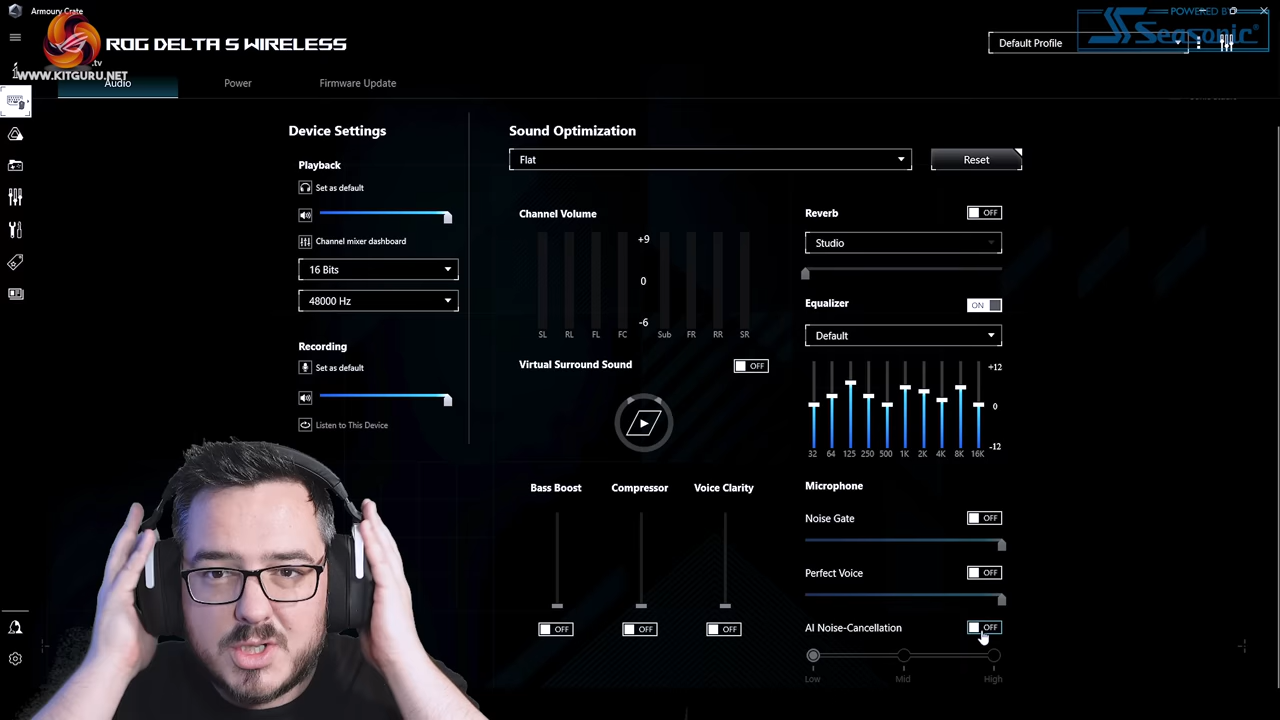 Armoury Crate
POWERED BY
Seasonic
ROG DELTA S WIRELESS
Default Profile
.tv
WWW.KITGURU.NET
Audio
Power
Firmware Update
Device Settings
Playback
Set as default
Channel mixer dashboard
16 Bits
48000 Hz
Recording
Set as default
Listen to This Device
Sound Optimization
Flat
Reset
Channel Volume
+9
0
-6
SL RL FL FC Sub FR RR SR
Virtual Surround Sound
OFF
Bass Boost
Compressor
Voice Clarity
OFF
OFF
OFF
Reverb
OFF
Studio
Equalizer
ON
Default
+12
0
-12
32 64 125 250 500 1K 2K 4K 8K 16K
Microphone
Noise Gate
OFF
Perfect Voice
OFF
AI Noise-Cancellation
OFF
Low Mid High